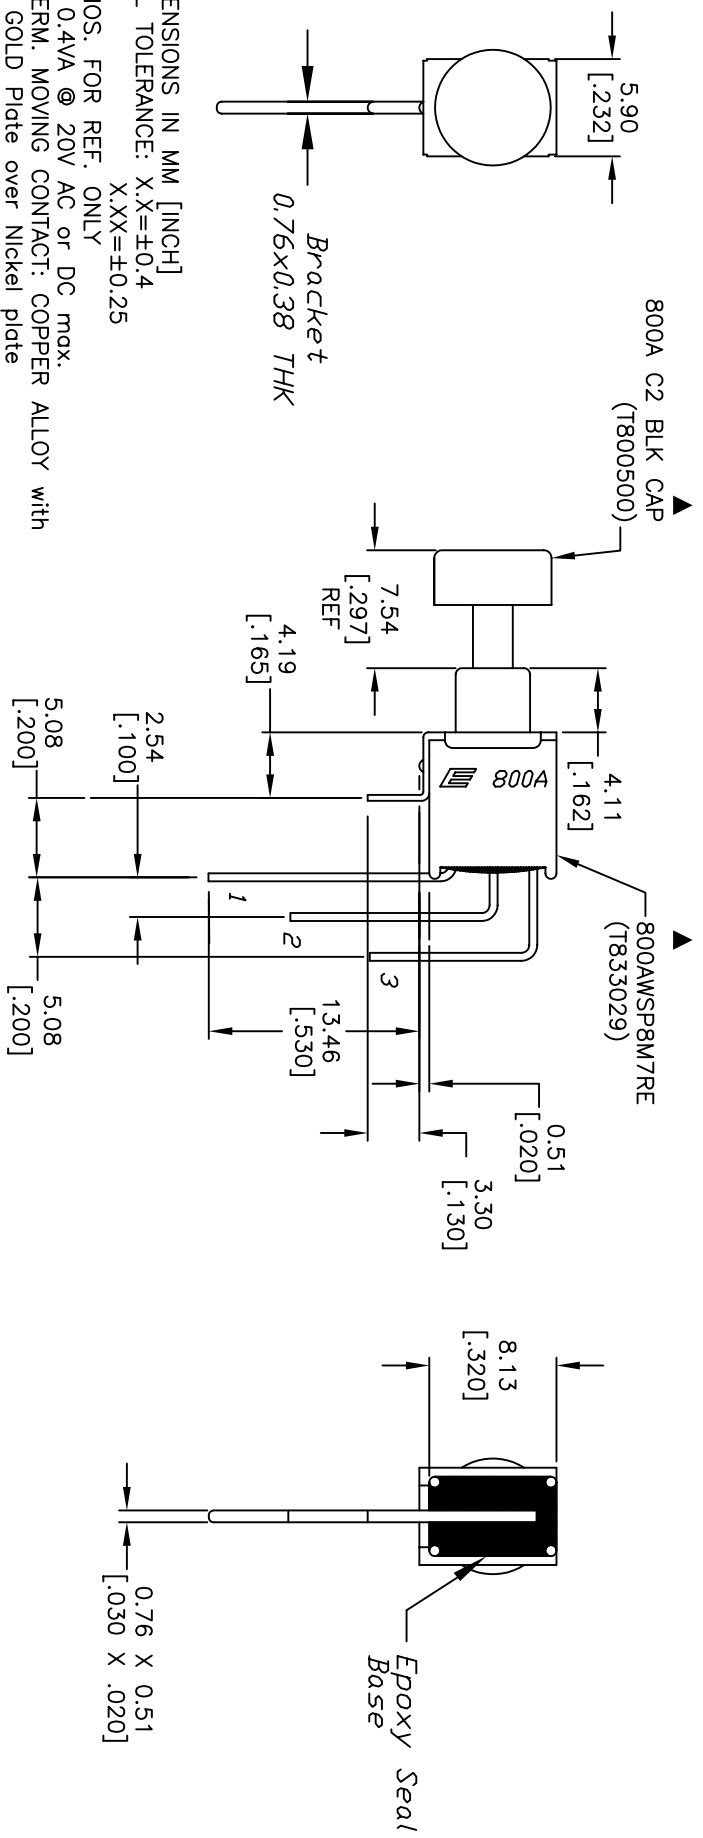 5.90
[.232]
Bracket
0.76x0.38 THK
800A C2 BLK CAP
(T800500)
7.54
[.297]
REF
4.11
[.162]
800A
800AWSP8M7RE
(T833029)
4.19
[.165]
2.54
[.100]
5.08
[.200]
5.08
[.200]
1
2
3
13.46
[.530]
0.51
[.020]
3.30
[.130]
8.13
[.320]
Epoxy Seal
Base
0.76 X 0.51
[.030 X .020]
ENSIONS IN MM [INCH]
TOLERANCE: X.X=±0.4
X.XX=±0.25
OS. FOR REF. ONLY
0.4VA @ 20V AC or DC max.
ERM. MOVING CONTACT: COPPER ALLOY with
GOLD Plate over Nickel plate